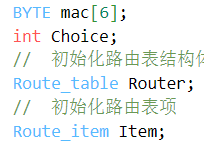 BYTE mac[6];
int Choice;
// 初始化路由表结构
Route_table Router;
// 初始化路由表项
Route_item Item;